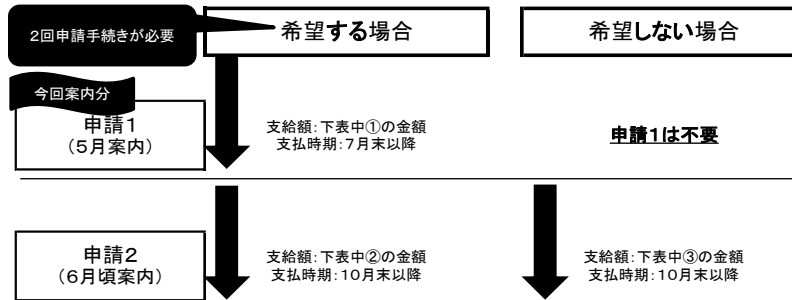 2回申請手続きが必要
希望する場合
希望しない場合
今回案内分
申請1
(5月案内)
支給額:下表中①の金額
支払時期:7月末以降
申請1は不要
申請2
(6月頃案内)
支給額:下表中②の金額
支払時期:10月末以降
支給額:下表中③の金額
支払時期:10月末以降